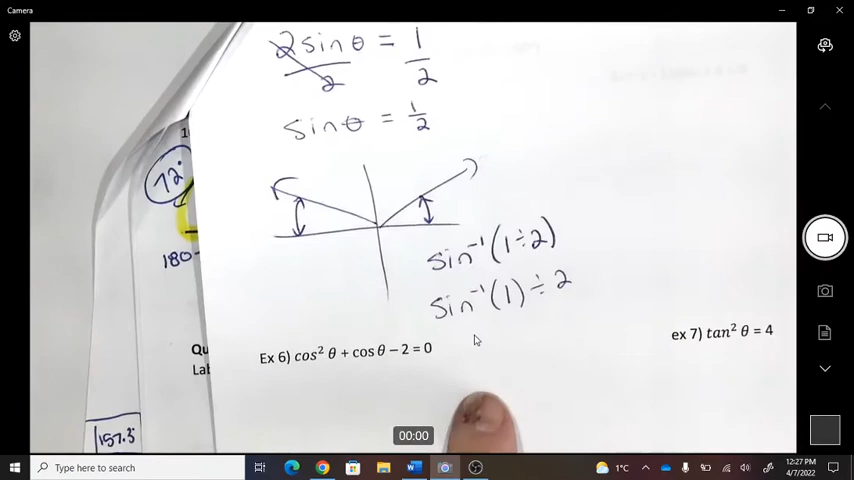 Camera
2 sin θ = 1
2 2
sin θ = 1/2
72°
180-
sin⁻¹(1÷2)
sin⁻¹(1)÷2
ex 7) tan² θ = 4
Ex 6) cos² θ + cos θ − 2 = 0
Qu
Lab
157.3
00:00
Type here to search
1°C
12:27 PM
4/7/2022